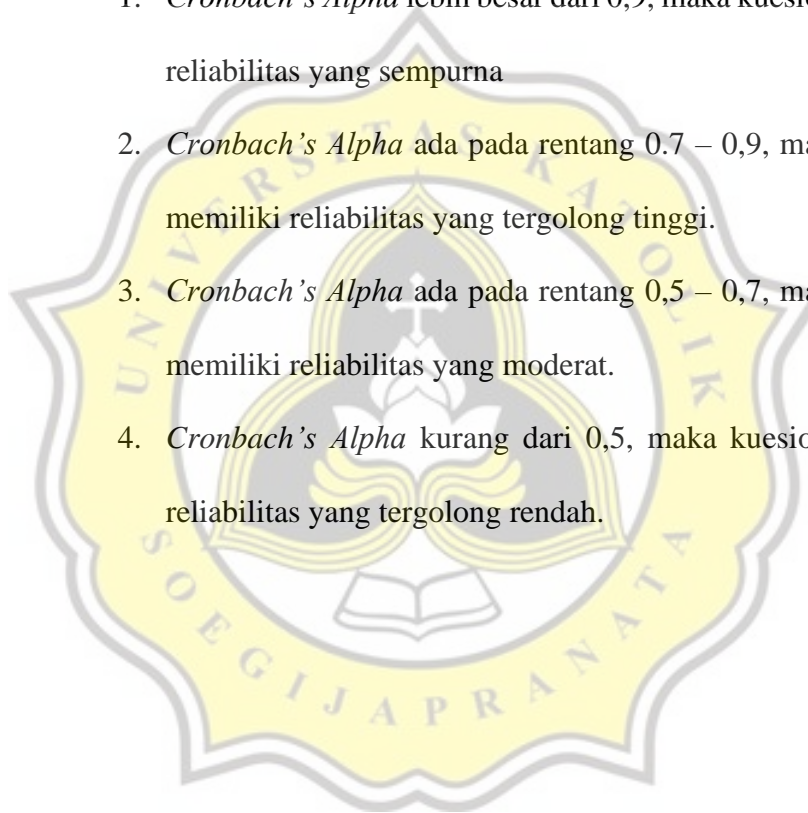 1. Cronbach's Alpha lebih besar dari 0,9, maka kuesio
reliabilitas yang sempurna
2. Cronbach's Alpha ada pada rentang 0.7 – 0,9, ma
memiliki reliabilitas yang tergolong tinggi.
3. Cronbach's Alpha ada pada rentang 0,5 – 0,7, ma
memiliki reliabilitas yang moderat.
4. Cronbach's Alpha kurang dari 0,5, maka kuesio
reliabilitas yang tergolong rendah.
UNIVERSITAS KATOLIK
SOEGIJAPRANATA